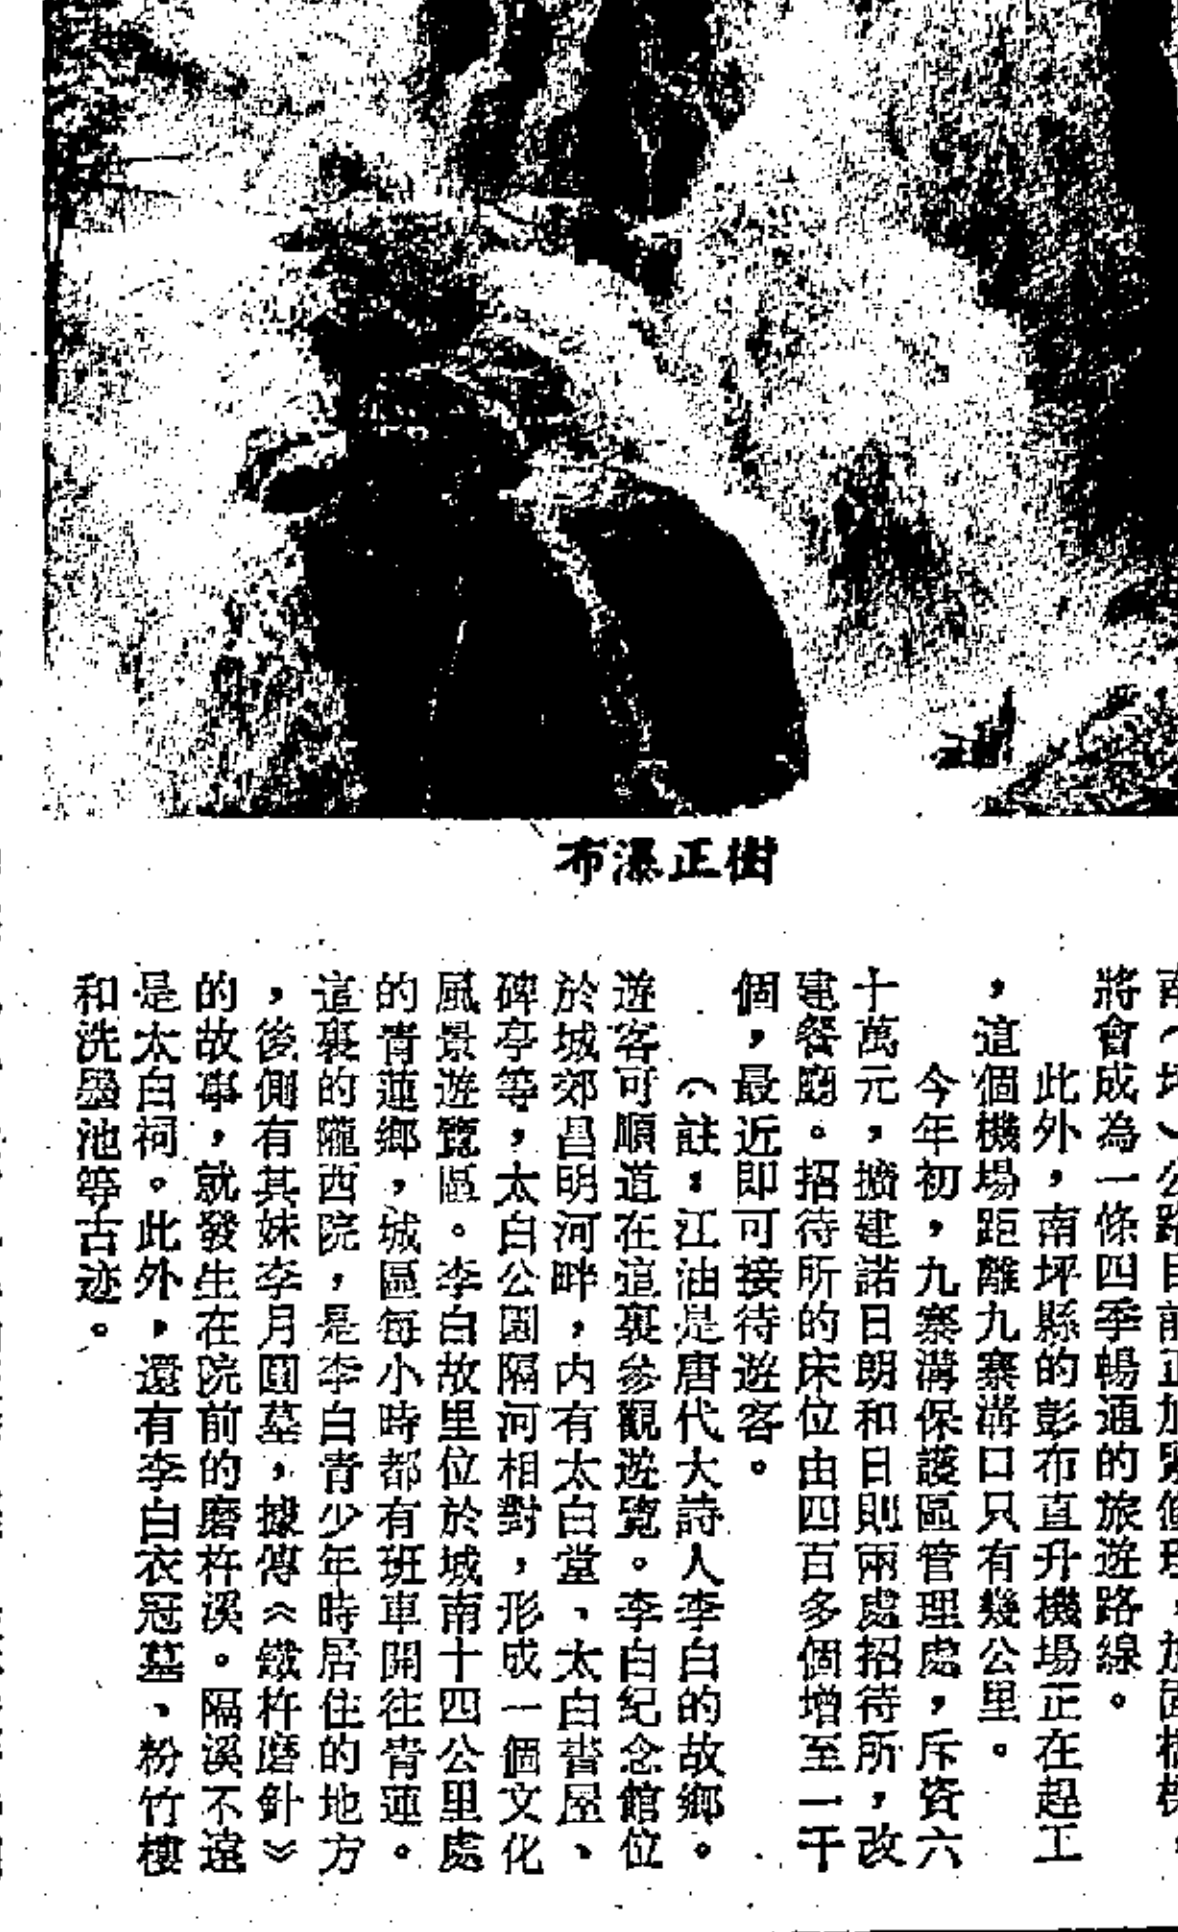 樹正瀑布
將會成為一條四季暢通的旅遊路線。
此外，南坪縣的彭布直升機場正在趕工
，這個機場距離九寨溝口只有幾公里。
今年初，九寨溝保護區管理處，斥資六
十萬元，擴建諾日朗和日則兩處招待所，改
建餐廳。招待所的床位由四百多個增至一千
個，最近即可接待遊客。
（註：江油是唐代大詩人李白的故鄉。
遊客可順道在這裏參觀遊覽。李白纪念館位
於城郊昌明河畔，内有太白堂、太白書屋、
碑亭等，太白公園隔河相對，形成一個文化
風景遊覽區。李白故里位於城南十四公里處
的青蓮鄉，城區每小時都有班車開往青蓮。
這裏的隴西院，是李白青少年時居住的地方
，後側有其妹李月圓墓，據傳《鐵杵磨針》
的故事，就發生在院前的磨杵溪。隔溪不遠
是太白祠。此外，還有李白衣冠墓、粉竹樓
和洗墨池等古迹。